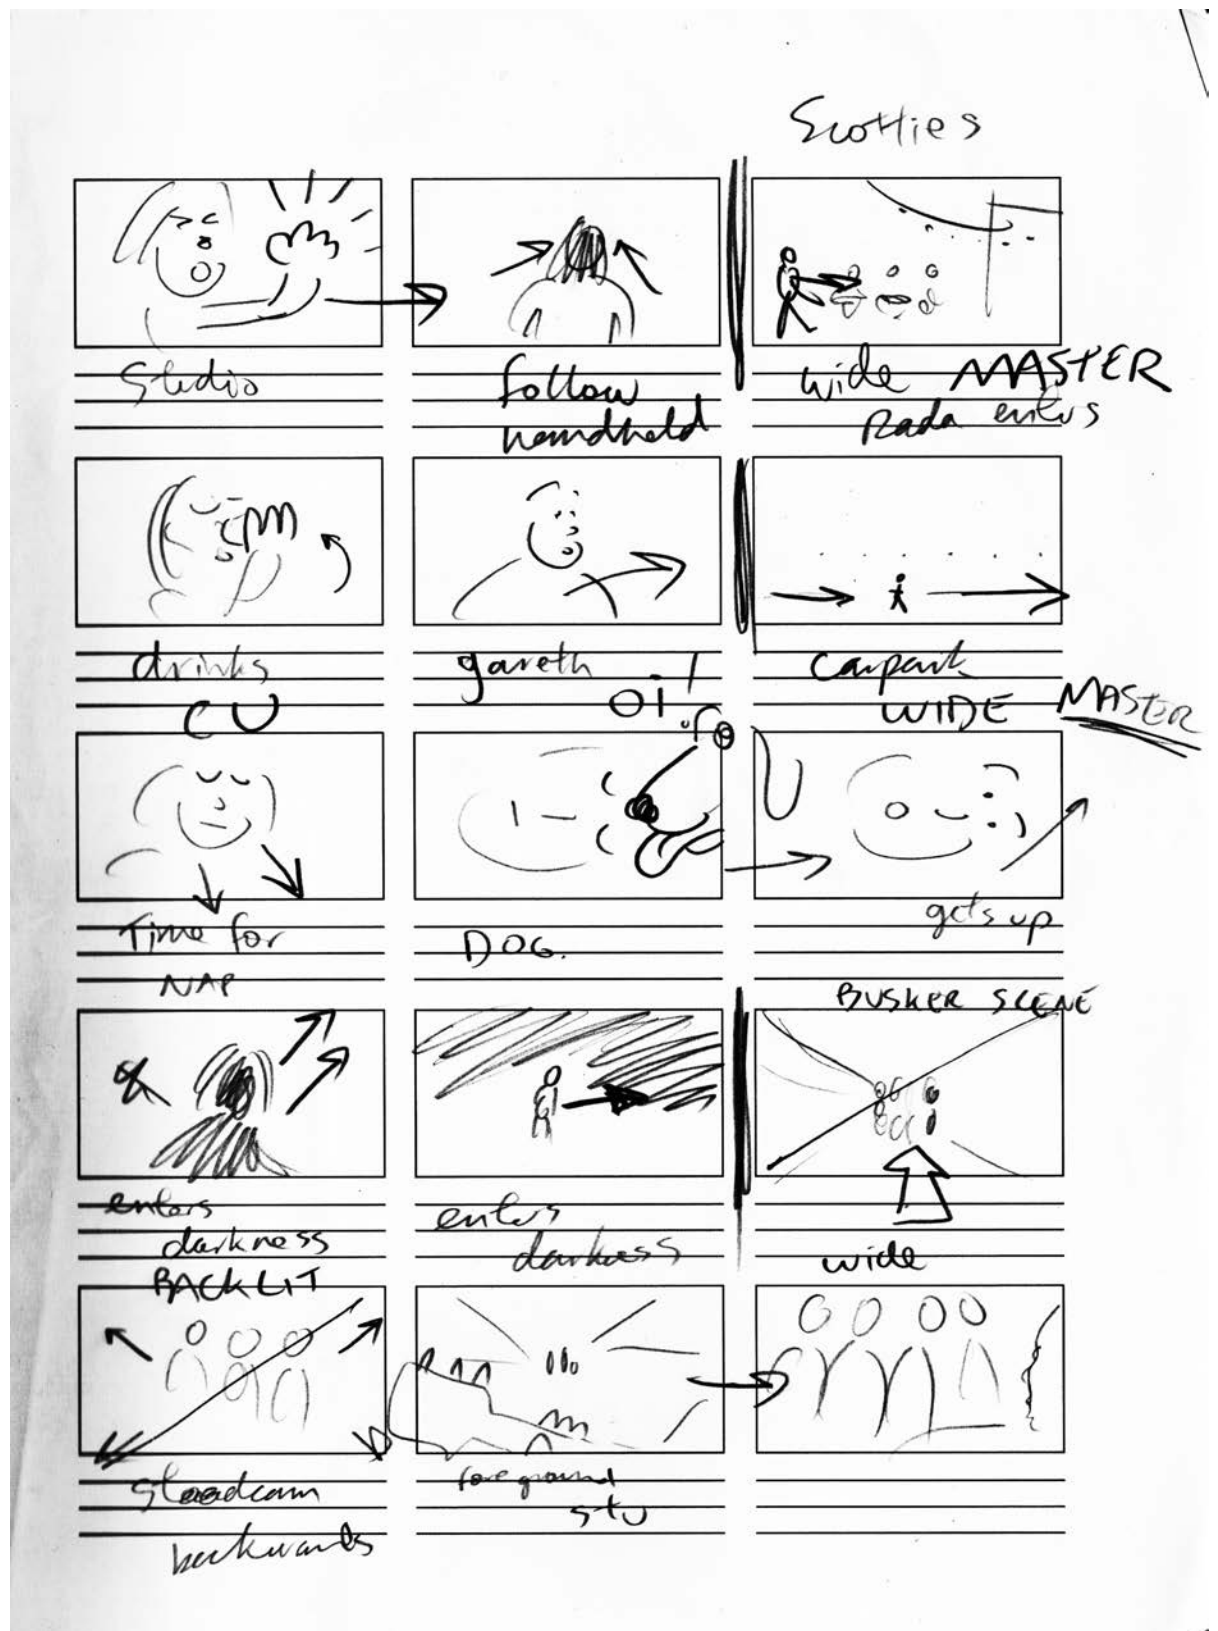 Scotties
Studio
follow
handheld
wide MASTER
Rada enters
drinks
CU
gareth
oi!
carpark
WIDE MASTER
Time for
NAP
DOG.
gets up
enters
darkness
BACKLIT
enters
darkness
BUSKER SCENE
wide
steadicam
backwards
foreground
stu